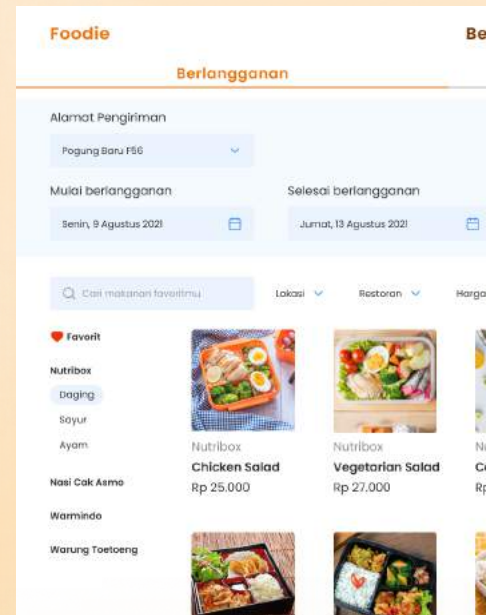 Foodie
Be
Berlangganan
Alamat Pengiriman
Pogung Baru F56
Mulai berlangganan
Selesai berlangganan
Senin, 9 Agustus 2021
Jumat, 13 Agustus 2021
Cari makanan favoritmu
Lokasi
Restoran
Harga
Favorit
Nutribox
Daging
Sayur
Ayam
Nasi Cak Asmo
Warmindo
Warung Toetoeng
Nutribox
Chicken Salad
Rp 25.000
Nutribox
Vegetarian Salad
Rp 27.000
Rp